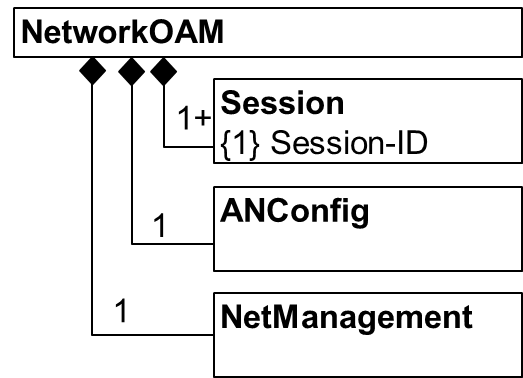 NetworkOAM
Session
1+
{1} Session-ID
ANConfig
1
NetManagement
1